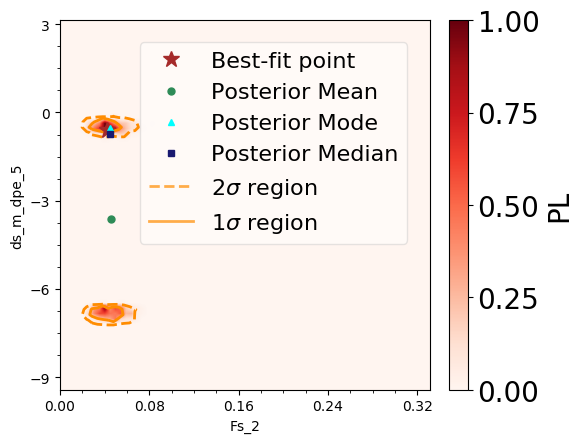 Best-fit point
Posterior Mean
Posterior Mode
Posterior Median
2σ region
1σ region
3
0
−3
−6
−9
ds_m_dpe_5
0.00 0.08 0.16 0.24 0.32
Fs_2
1.00
0.75
0.50
0.25
0.00
PL